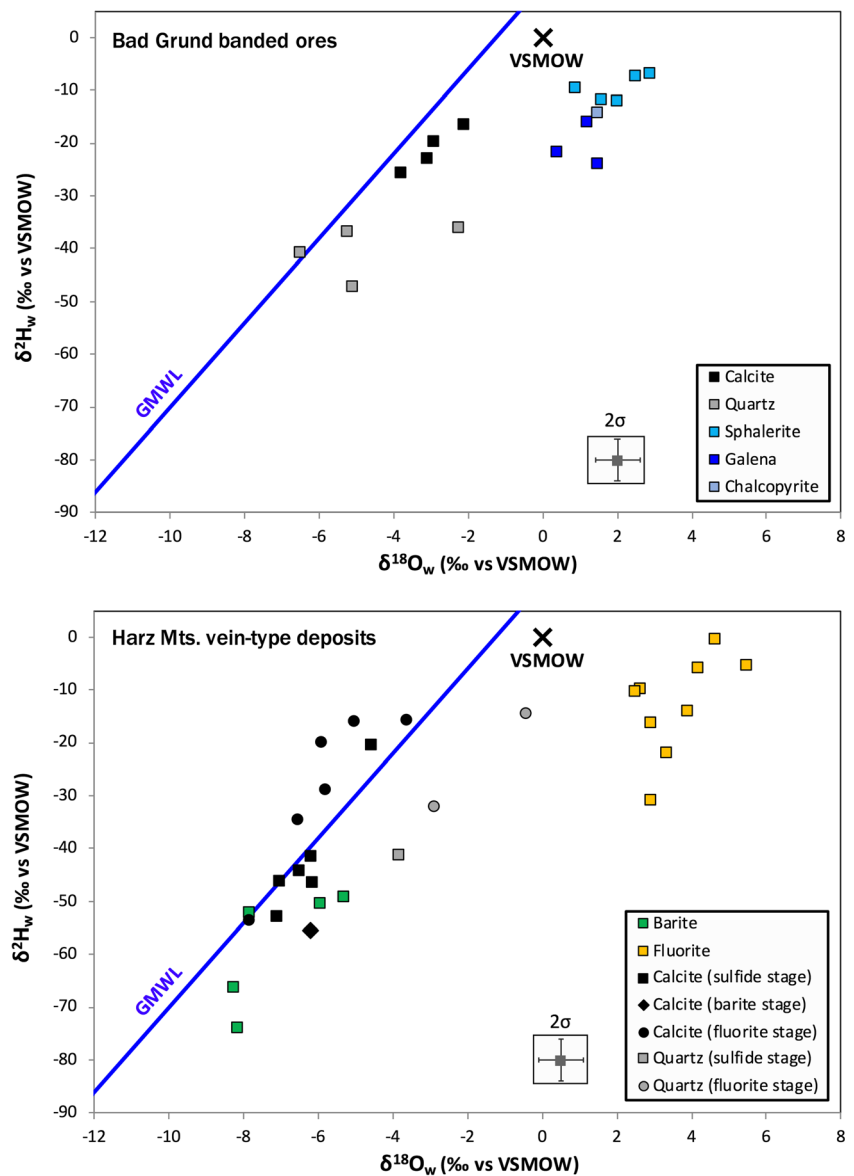 Bad Grund banded ores
VSMOW
GMWL
2σ
Calcite
Quartz
Sphalerite
Galena
Chalcopyrite
0
-10
-20
-30
-40
-50
-60
-70
-80
-90
δ²Hw (‰ vs VSMOW)
-12 -10 -8 -6 -4 -2 0 2 4 6 8
δ¹⁸Ow (‰ vs VSMOW)
Harz Mts. vein-type deposits
VSMOW
GMWL
2σ
Barite
Fluorite
Calcite (sulfide stage)
Calcite (barite stage)
Calcite (fluorite stage)
Quartz (sulfide stage)
Quartz (fluorite stage)
0
-10
-20
-30
-40
-50
-60
-70
-80
-90
δ²Hw (‰ vs VSMOW)
-12 -10 -8 -6 -4 -2 0 2 4 6 8
δ¹⁸Ow (‰ vs VSMOW)